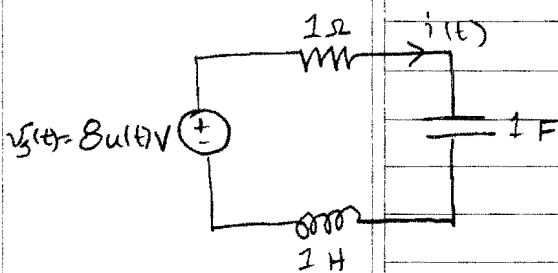 1Ω
i(t)
vs(t)= 8u(t)V
+
-
1 F
1 H